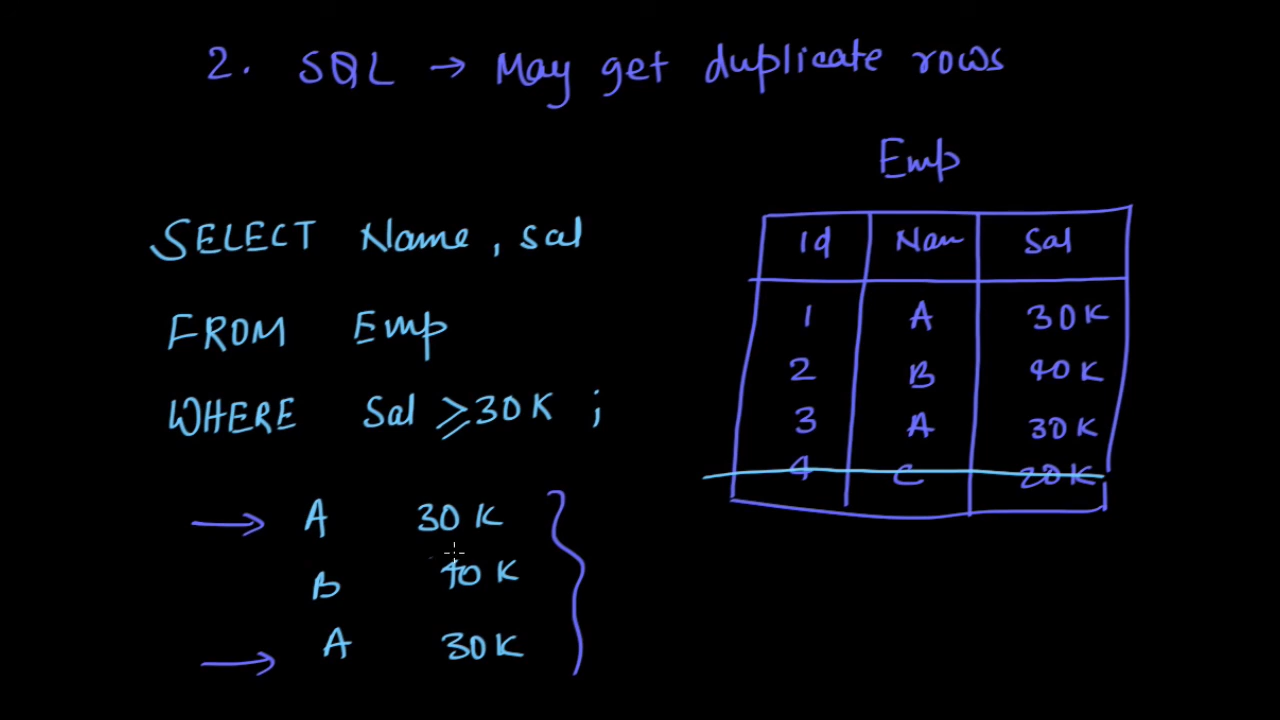 2. SQL → May get duplicate rows
SELECT Name, sal
FROM Emp
WHERE Sal ≥ 30K ;
→ A 30K
B 40K
→ A 30K
Emp
Id Nam Sal
1 A 30K
2 B 40K
3 A 30K
4 C 20K